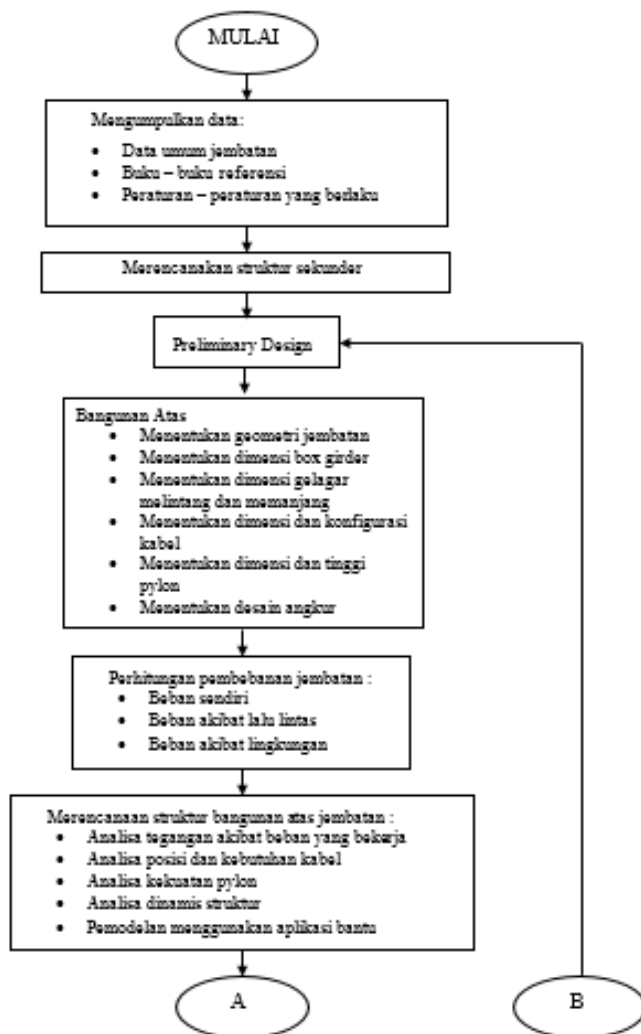 MULAI
Mengumpulkan data:
• Data umum jembatan
• Buku – buku referensi
• Peraturan – peraturan yang berlaku
Merencanakan struktur sekunder
Preliminary Design
Bangunan Atas
• Menentukan geometri jembatan
• Menentukan dimensi box girder
• Menentukan dimensi gelagar
melintang dan memanjang
• Menentukan dimensi dan konfigurasi
kabel
• Menentukan dimensi dan tinggi
pylon
• Menentukan desain angkur
Perhitungan pembebanan jembatan :
• Beban sendiri
• Beban akibat lalu lintas
• Beban akibat lingkungan
Merencanaan struktur bangunan atas jembatan :
• Analisa tegangan akibat beban yang bekerja
• Analisa posisi dan kebutuhan kabel
• Analisa kekuatan pylon
• Analisa dinamis struktur
• Pemodelan menggunakan aplikasi bantu
A
B